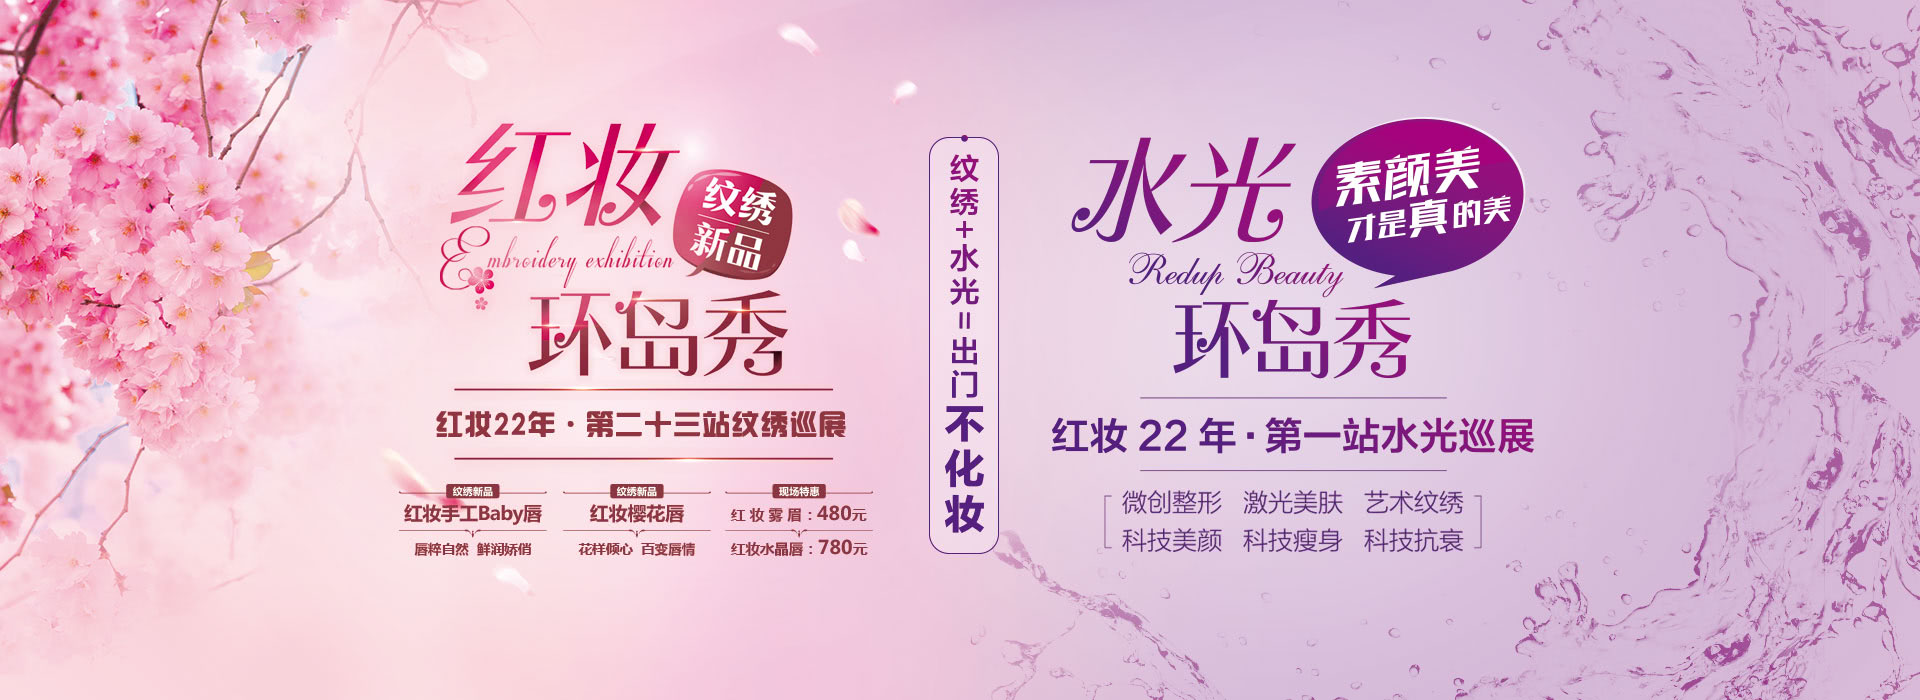 红妆
纹绣
新品
Embroidery exhibition
环岛秀
红妆22年·第二十三站纹绣巡展
纹绣新品
红妆手工Baby唇
唇粹自然 鲜润娇俏
纹绣新品
红妆樱花唇
花样倾心 百变唇情
现场特惠
红妆雾眉：480元
红妆水晶唇：780元
纹绣+水光=出门不化妆
水光
素颜美
才是真的美
Redup Beauty
环岛秀
红妆 22 年·第一站水光巡展
微创整形 激光美肤 艺术纹绣
科技美颜 科技瘦身 科技抗衰